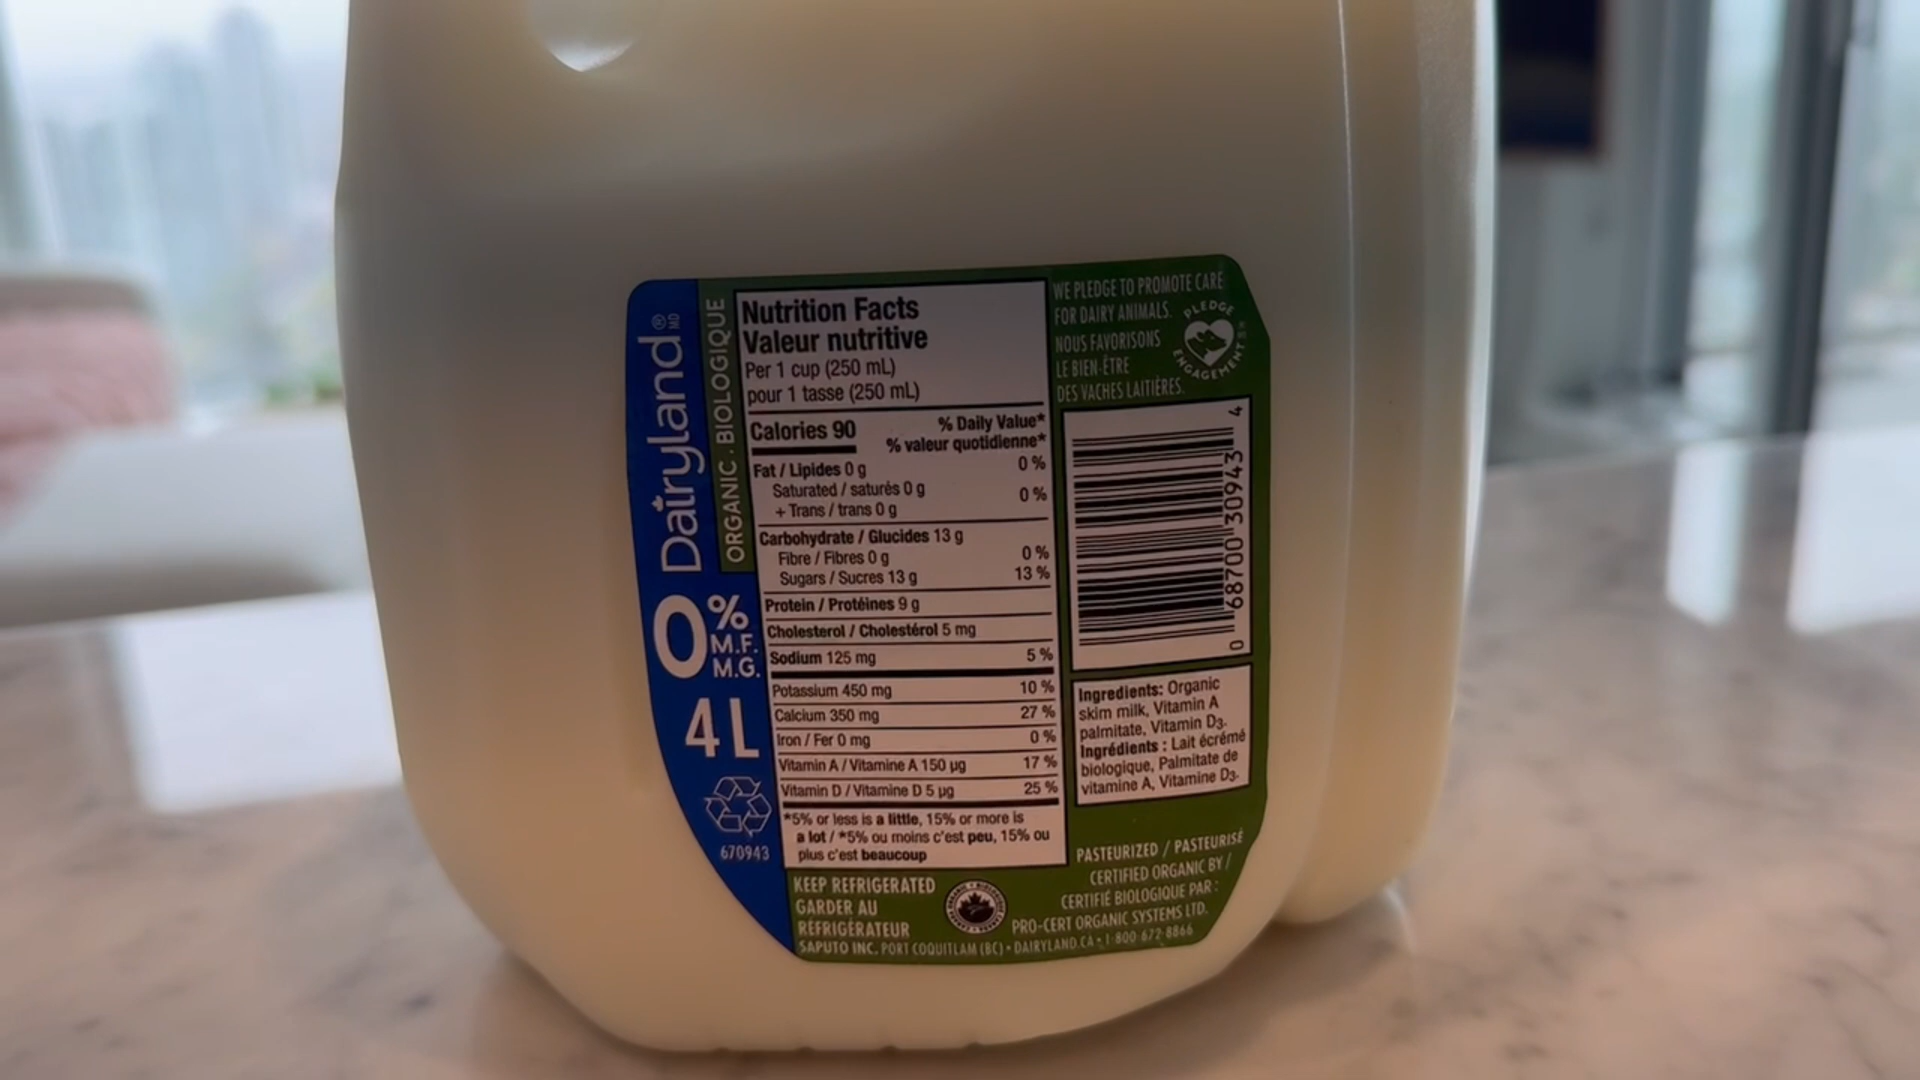 Dairyland® MD
ORGANIC . BIOLOGIQUE
0% M.F.
M.G.
4L
670943
Nutrition Facts
Valeur nutritive
Per 1 cup (250 mL)
pour 1 tasse (250 mL)
Calories 90
% Daily Value*
% valeur quotidienne*
Fat / Lipides 0 g 0 %
Saturated / saturés 0 g
+ Trans / trans 0 g 0 %
Carbohydrate / Glucides 13 g
Fibre / Fibres 0 g 0 %
Sugars / Sucres 13 g 13 %
Protein / Protéines 9 g
Cholesterol / Cholestérol 5 mg
Sodium 125 mg 5 %
Potassium 450 mg 10 %
Calcium 350 mg 27 %
Iron / Fer 0 mg 0 %
Vitamin A / Vitamine A 150 µg 17 %
Vitamin D / Vitamine D 5 µg 25 %
*5% or less is a little, 15% or more is
a lot / *5% ou moins c'est peu, 15% ou
plus c'est beaucoup
WE PLEDGE TO PROMOTE CARE
FOR DAIRY ANIMALS.
NOUS FAVORISONS
LE BIEN-ÊTRE
DES VACHES LAITIÈRES.
PLEDGE
ENGAGEMENT
0 68700 30943 4
Ingredients: Organic
skim milk, Vitamin A
palmitate, Vitamin D3.
Ingrédients : Lait écrémé
biologique, Palmitate de
vitamine A, Vitamine D3.
KEEP REFRIGERATED
GARDER AU
RÉFRIGÉRATEUR
PASTEURIZED / PASTEURISÉ
CERTIFIED ORGANIC BY /
CERTIFIÉ BIOLOGIQUE PAR :
PRO-CERT ORGANIC SYSTEMS LTD.
SAPUTO INC. PORT COQUITLAM (BC) • DAIRYLAND.CA • 1-800-672-8866